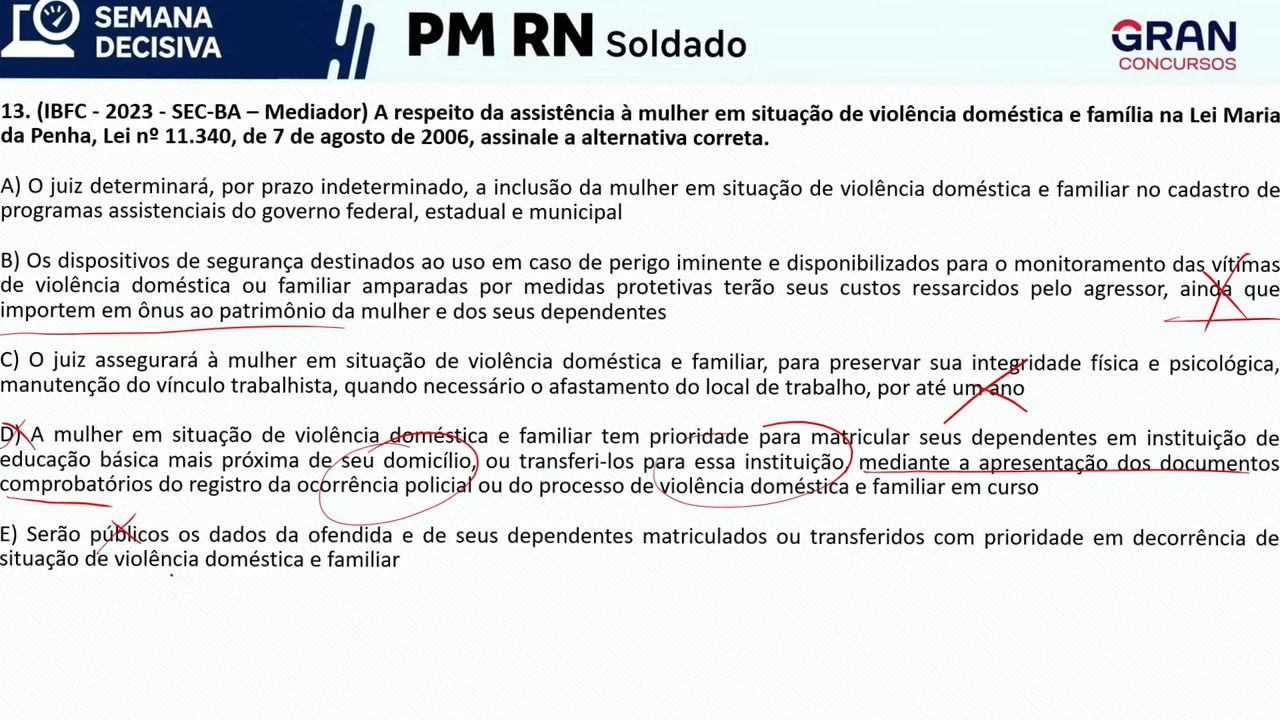 SEMANA
DECISIVA
PM RN Soldado
GRAN
CONCURSOS
13. (IBFC - 2023 - SEC-BA – Mediador) A respeito da assistência à mulher em situação de violência doméstica e família na Lei Maria
da Penha, Lei nº 11.340, de 7 de agosto de 2006, assinale a alternativa correta.
A) O juiz determinará, por prazo indeterminado, a inclusão da mulher em situação de violência doméstica e familiar no cadastro de
programas assistenciais do governo federal, estadual e municipal
B) Os dispositivos de segurança destinados ao uso em caso de perigo iminente e disponibilizados para o monitoramento das vítimas
de violência doméstica ou familiar amparadas por medidas protetivas terão seus custos ressarcidos pelo agressor, ainda que
importem em ônus ao patrimônio da mulher e dos seus dependentes
C) O juiz assegurará à mulher em situação de violência doméstica e familiar, para preservar sua integridade física e psicológica,
manutenção do vínculo trabalhista, quando necessário o afastamento do local de trabalho, por até um ano
D) A mulher em situação de violência doméstica e familiar tem prioridade para matricular seus dependentes em instituição de
educação básica mais próxima de seu domicílio, ou transferi-los para essa instituição, mediante a apresentação dos documentos
comprobatórios do registro da ocorrência policial ou do processo de violência doméstica e familiar em curso
E) Serão públicos os dados da ofendida e de seus dependentes matriculados ou transferidos com prioridade em decorrência de
situação de violência doméstica e familiar